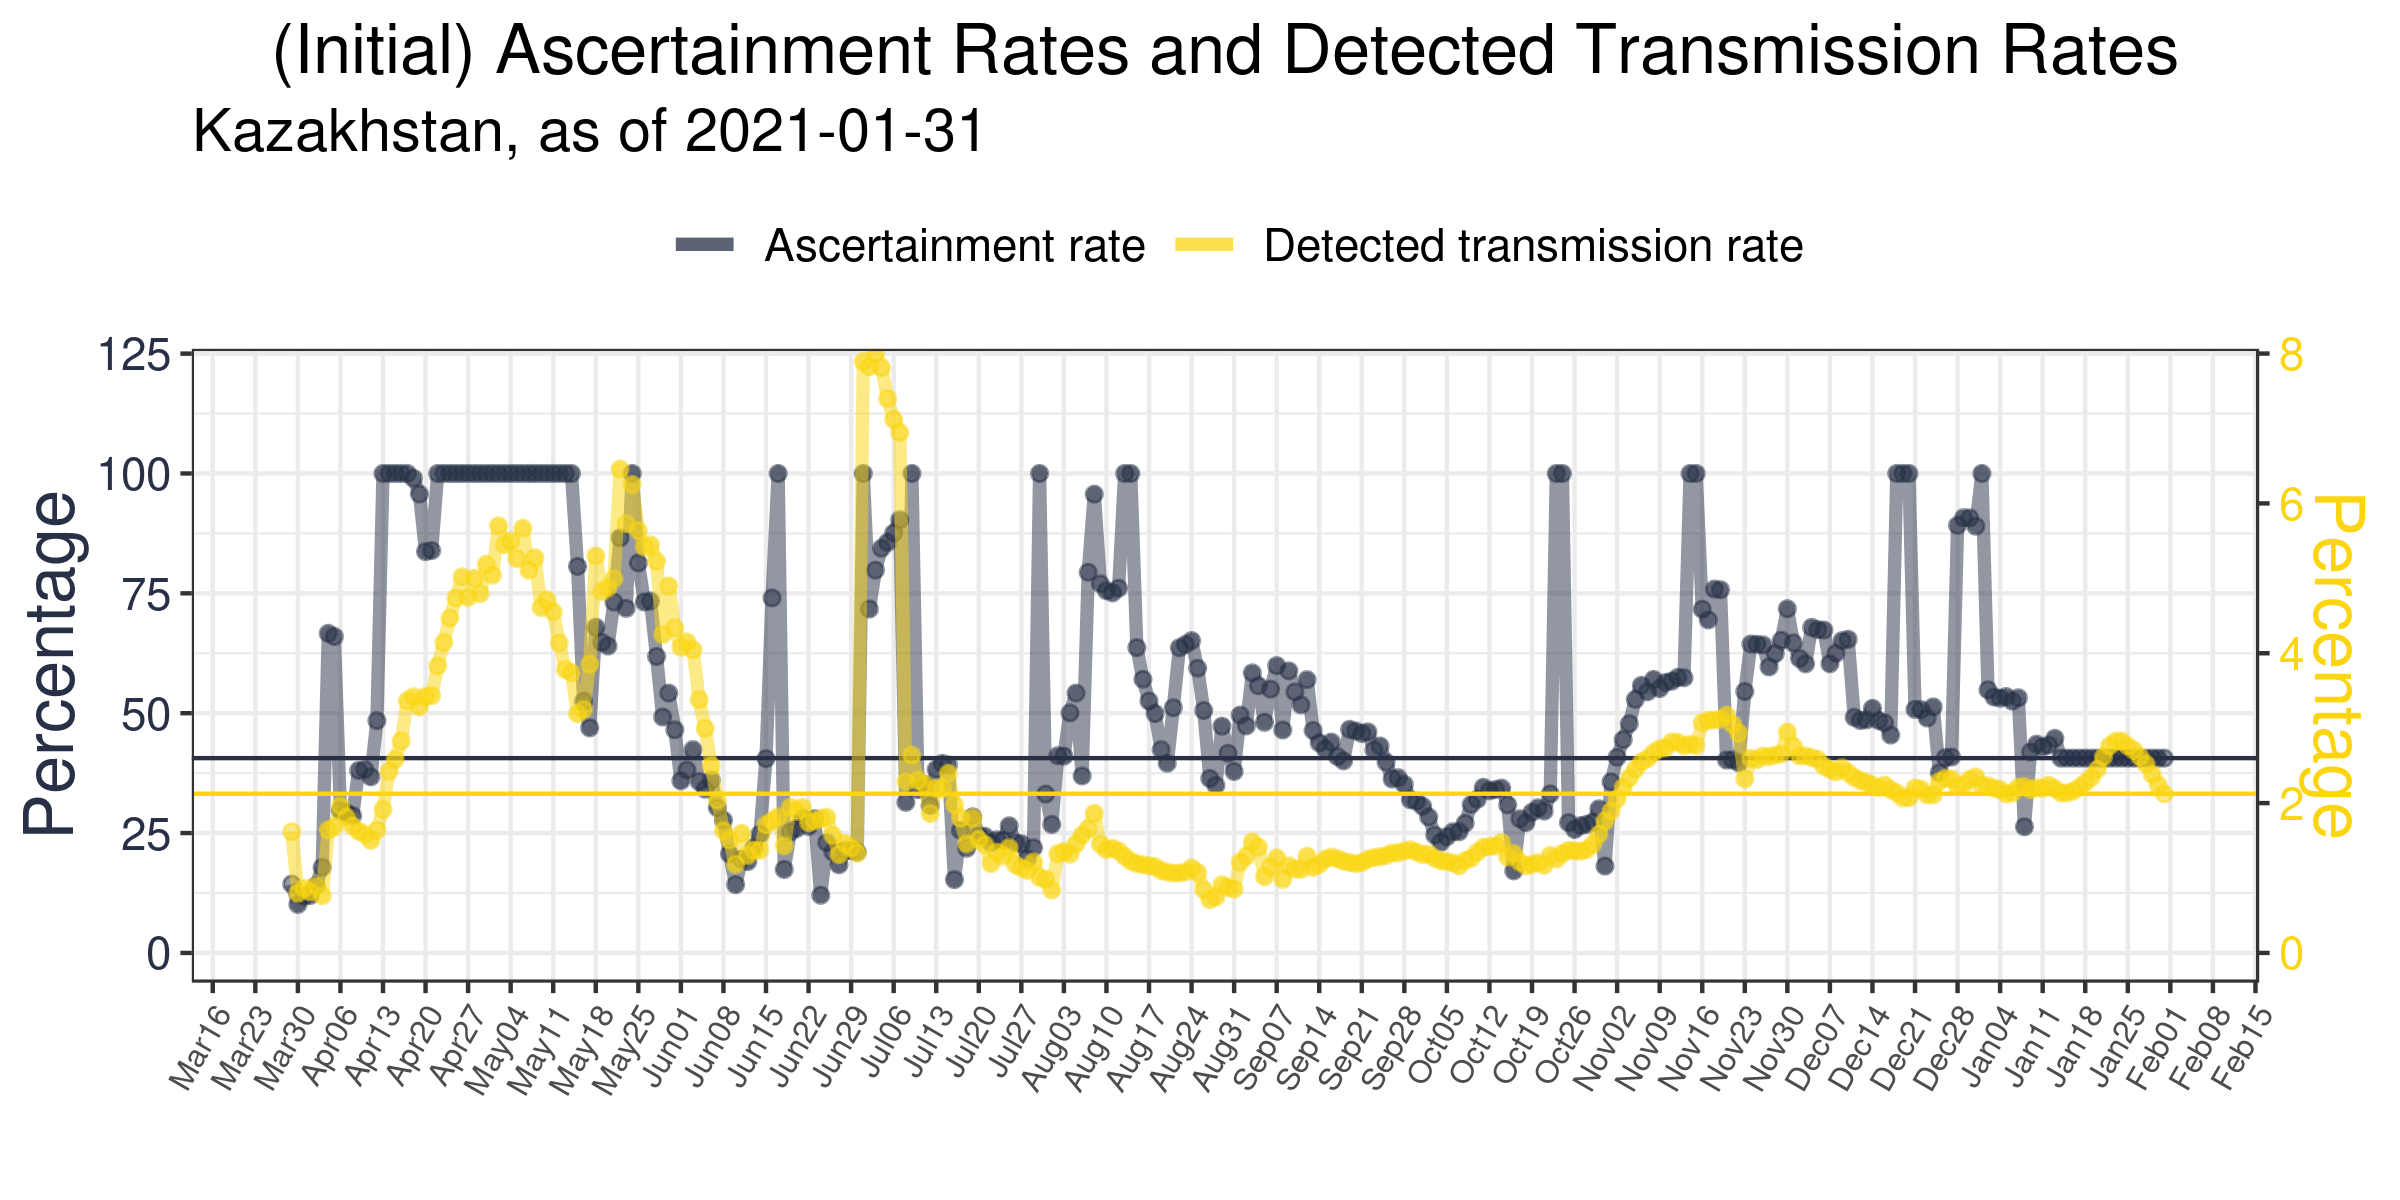 (Initial) Ascertainment Rates and Detected Transmission Rates
Kazakhstan, as of 2021-01-31
Ascertainment rate
Detected transmission rate
125
100
75
50
25
0
Percentage
8
6
4
2
0
Percentage
Mar16
Mar23
Mar30
Apr06
Apr13
Apr20
Apr27
May04
May11
May18
May25
Jun01
Jun08
Jun15
Jun22
Jun29
Jul06
Jul13
Jul20
Jul27
Aug03
Aug10
Aug17
Aug24
Aug31
Sep07
Sep14
Sep21
Sep28
Oct05
Oct12
Oct19
Oct26
Nov02
Nov09
Nov16
Nov23
Nov30
Dec07
Dec14
Dec21
Dec28
Jan04
Jan11
Jan18
Jan25
Feb01
Feb08
Feb15